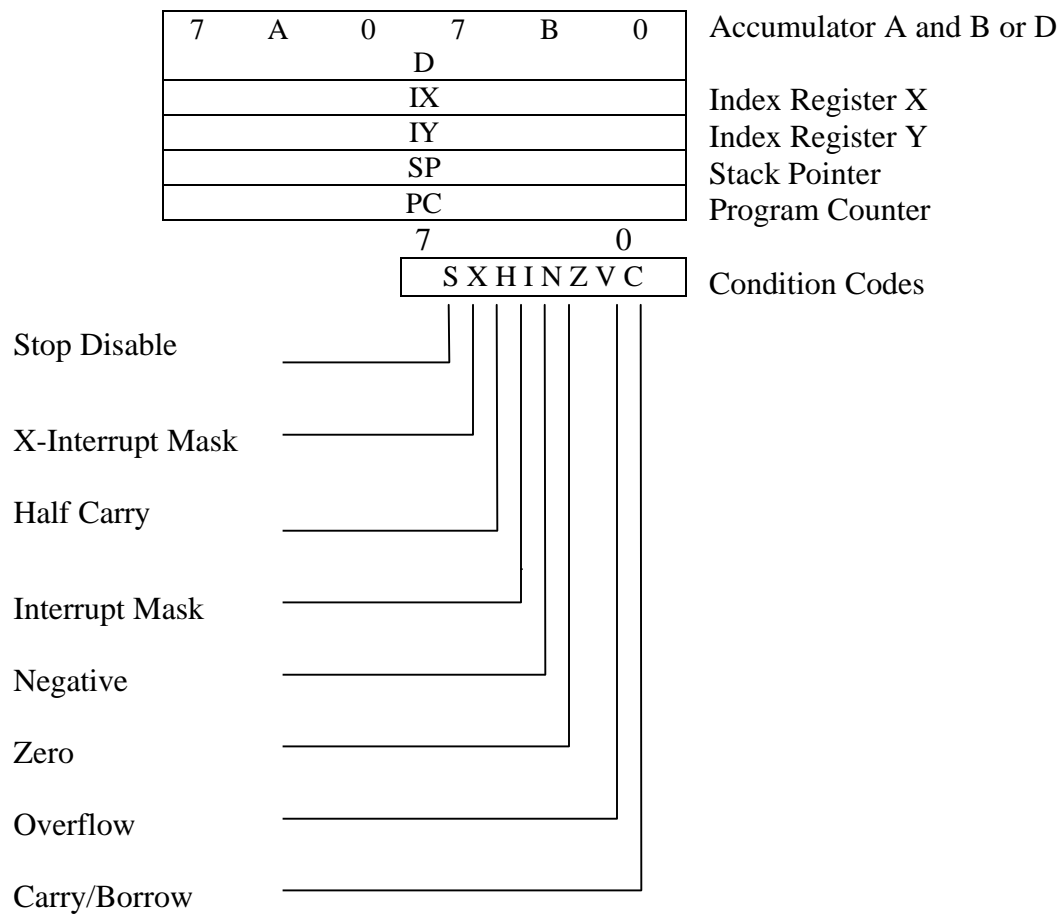 7 A 0 7 B 0 Accumulator A and B or D
D
IX Index Register X
IY Index Register Y
SP Stack Pointer
PC Program Counter
7 0
S X H I N Z V C Condition Codes
Stop Disable
X-Interrupt Mask
Half Carry
Interrupt Mask
Negative
Zero
Overflow
Carry/Borrow